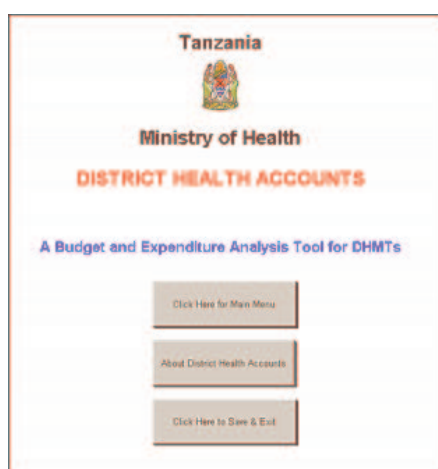 Tanzania
Ministry of Health
DISTRICT HEALTH ACCOUNTS
A Budget and Expenditure Analysis Tool for DHMTs
Click Here for Main Menu
About District Health Accounts
Click Here to Save & Exit